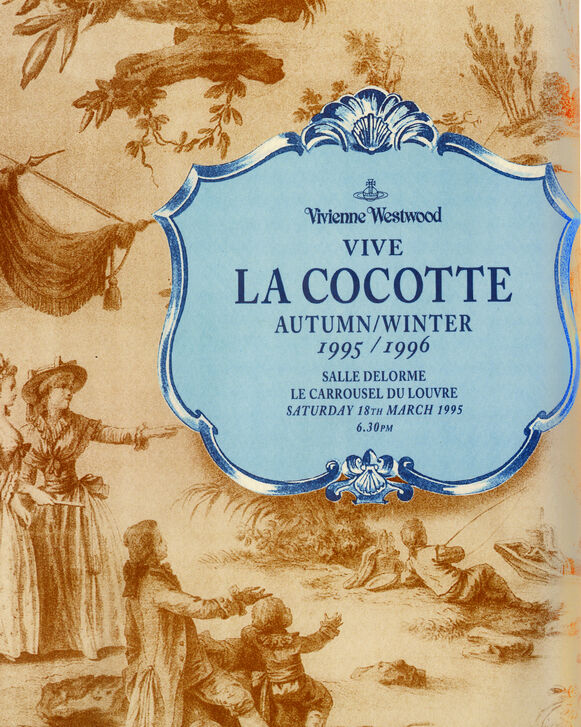 Vivienne Westwood
VIVE
LA COCOTTE
AUTUMN/WINTER
1995 / 1996
SALLE DELORME
LE CARROUSEL DU LOUVRE
SATURDAY 18TH MARCH 1995
6.30PM